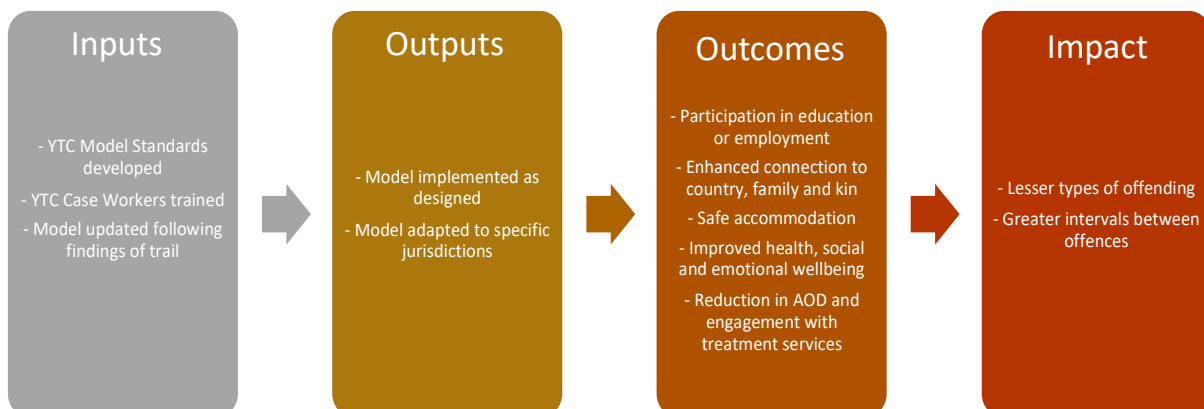 Inputs
- YTC Model Standards
developed
- YTC Case Workers trained
- Model updated following
findings of trail
Outputs
- Model implemented as
designed
- Model adapted to specific
jurisdictions
Outcomes
- Participation in education
or employment
- Enhanced connection to
country, family and kin
- Safe accommodation
- Improved health, social
and emotional wellbeing
- Reduction in AOD and
engagement with
treatment services
Impact
- Lesser types of offending
- Greater intervals between
offences